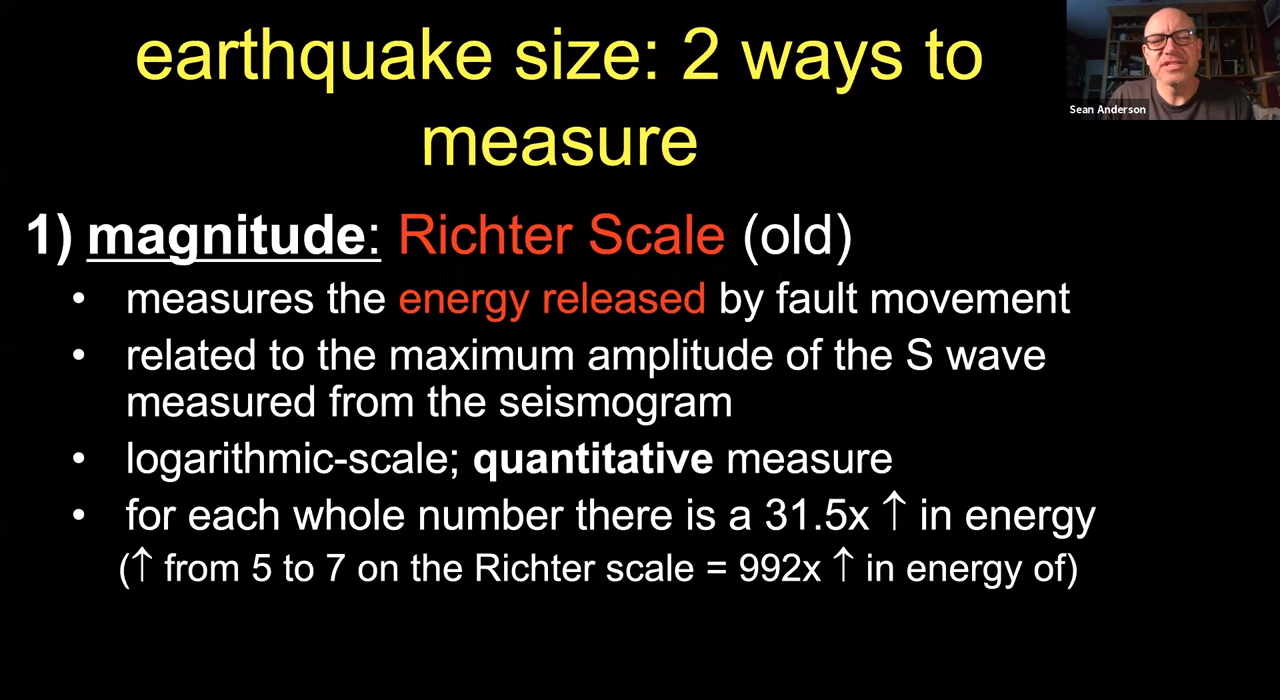 earthquake size: 2 ways to
measure
Sean Anderson
1) magnitude: Richter Scale (old)
• measures the energy released by fault movement
• related to the maximum amplitude of the S wave
measured from the seismogram
• logarithmic-scale; quantitative measure
• for each whole number there is a 31.5x ↑ in energy
(↑ from 5 to 7 on the Richter scale = 992x ↑ in energy of)